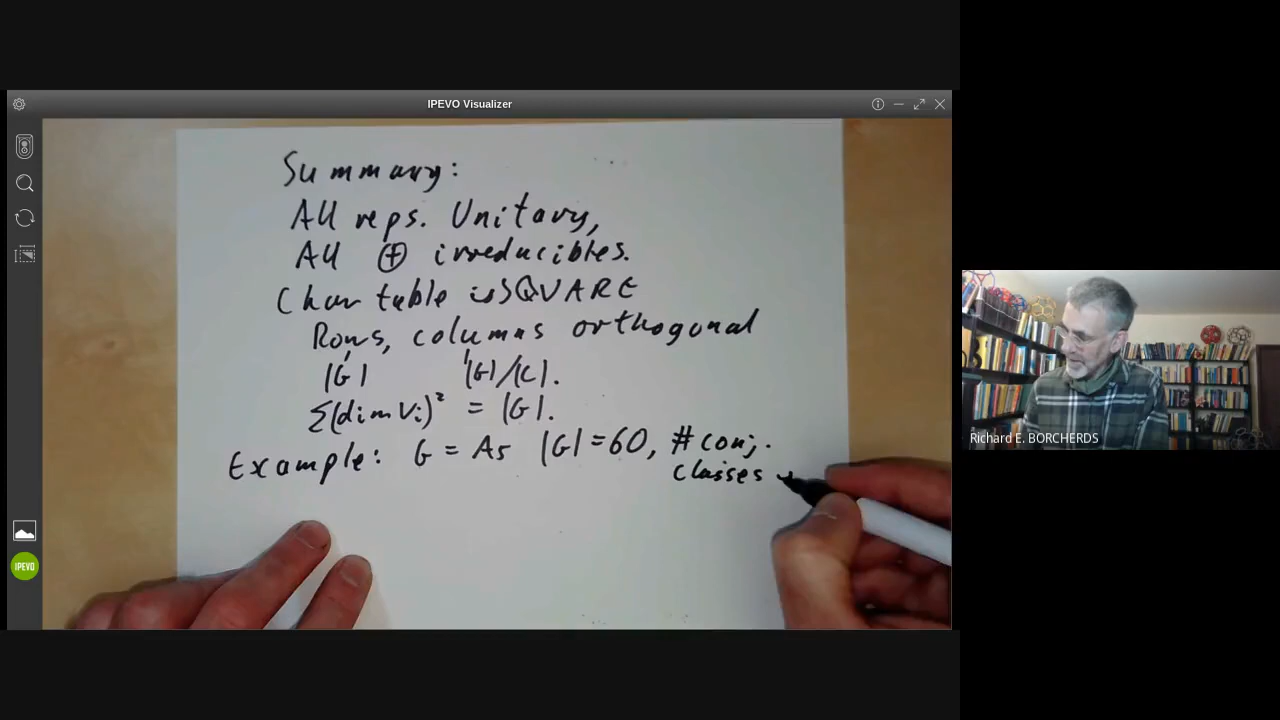 IPEVO Visualizer
Summary:
All reps. Unitary,
All ⊕ irreducibles.
Char table is SQUARE
Rows, columns orthogonal
|G| |G|/|C|.
Σ(dim Vi)² = |G|.
Example: G = A5 |G| = 60, # conj.
classes
IPEVO
Richard E. BORCHERDS